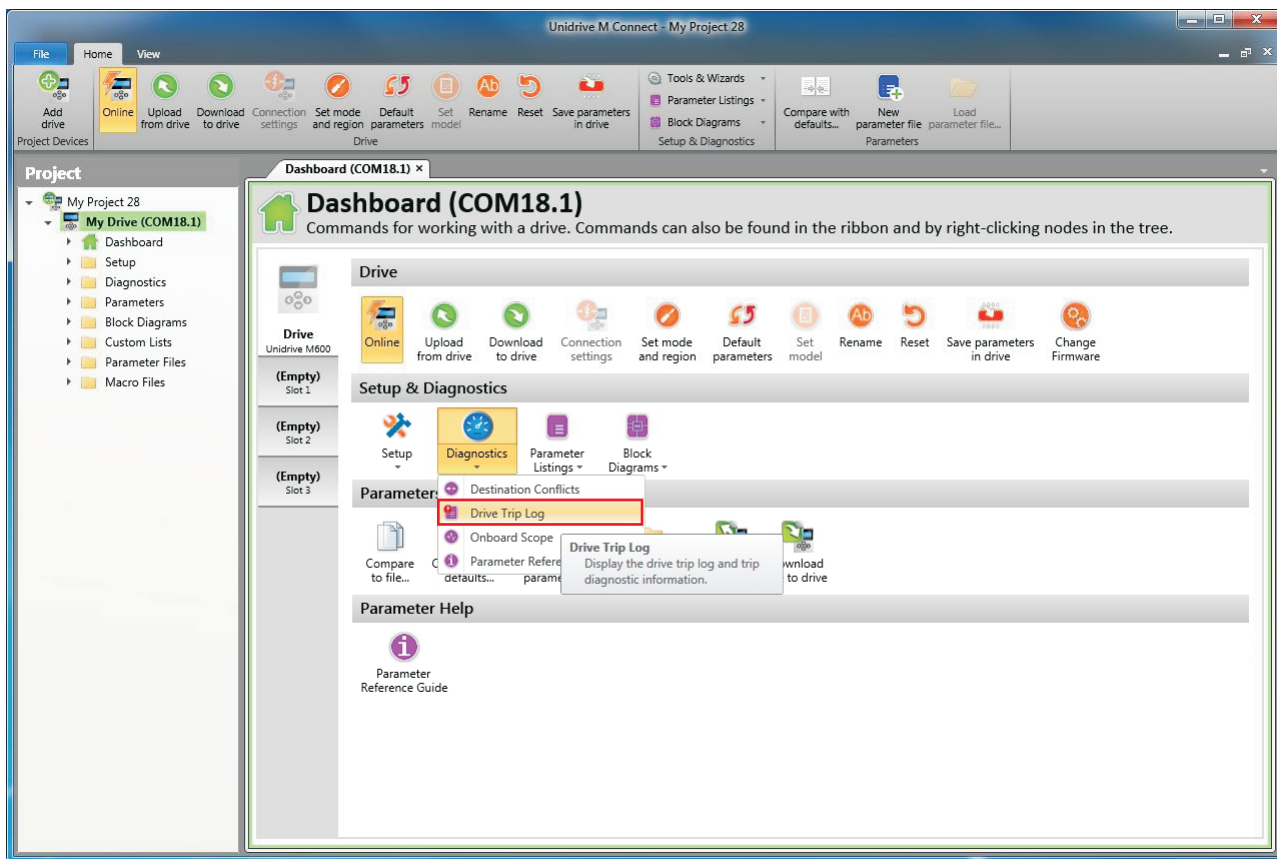 Unidrive M Connect - My Project 28
File Home View
Add drive
Online
Upload from drive
Download to drive
Connection settings
Set mode and region
Default parameters
Set model
Rename
Reset
Save parameters in drive
Tools & Wizards
Parameter Listings
Block Diagrams
Compare with defaults...
New parameter file
Load parameter file...
Project Devices
Drive
Setup & Diagnostics
Parameters
Project
My Project 28
My Drive (COM18.1)
Dashboard
Setup
Diagnostics
Parameters
Block Diagrams
Custom Lists
Parameter Files
Macro Files
Dashboard (COM18.1) ×
Dashboard (COM18.1)
Commands for working with a drive. Commands can also be found in the ribbon and by right-clicking nodes in the tree.
Drive
Unidrive M600
(Empty)
Slot 1
(Empty)
Slot 2
(Empty)
Slot 3
Drive
Online
Upload from drive
Download to drive
Connection settings
Set mode and region
Default parameters
Set model
Rename
Reset
Save parameters in drive
Change Firmware
Setup & Diagnostics
Setup
Diagnostics
Parameter Listings
Block Diagrams
Destination Conflicts
Drive Trip Log
Onboard Scope
Parameter Refere
Drive Trip Log
Display the drive trip log and trip
diagnostic information.
Parameter
Compare to file...
defaults...
param
to drive
Parameter Help
Parameter
Reference Guide